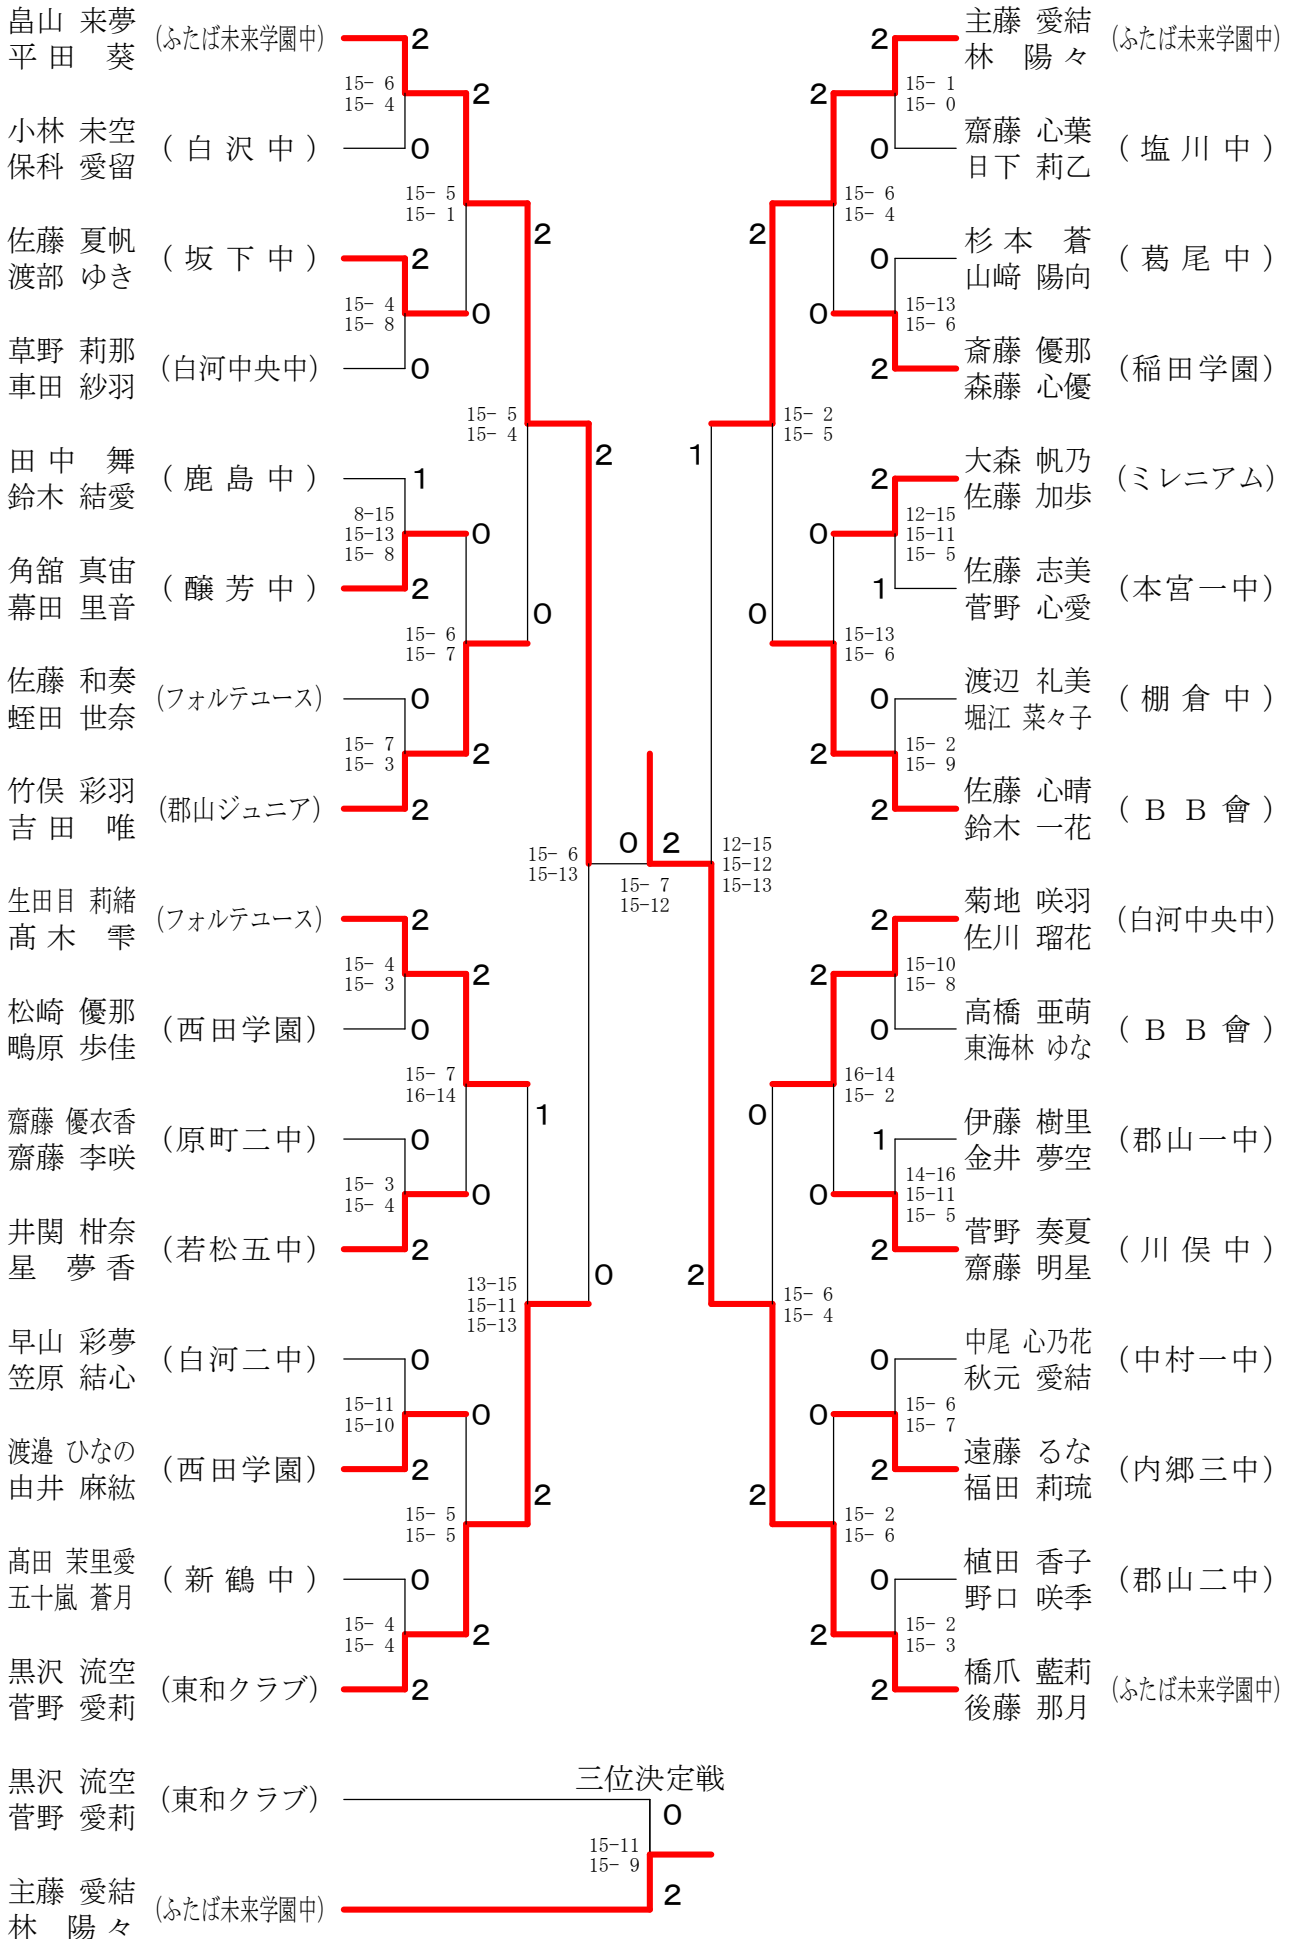 畠山 来夢
平田 葵
(ふたば未来学園中)
2
15- 6
15- 4
2
小林 未空
保科 愛留
(白沢中)
0
15- 5
15- 1
2
佐藤 夏帆
渡部 ゆき
(坂下中)
2
15- 4
15- 8
0
草野 莉那
車田 紗羽
(白河中央中)
0
15- 5
15- 4
2
田中 舞
鈴木 結愛
(鹿島中)
1
8-15
15-13
15- 8
0
角舘 真宙
幕田 里音
(醸芳中)
2
15- 6
15- 7
0
佐藤 和奏
蛭田 世奈
(フォルテユース)
0
15- 7
15- 3
2
竹俣 彩羽
吉田 唯
(郡山ジュニア)
2
15- 6
15-13
0
生田目 莉緒
髙木 雫
(フォルテユース)
2
15- 4
15- 3
2
松崎 優那
鴫原 歩佳
(西田学園)
0
15- 7
16-14
1
齋藤 優衣香
齋藤 李咲
(原町二中)
0
15- 3
15- 4
0
井関 柑奈
星 夢香
(若松五中)
2
13-15
15-11
15-13
0
早山 彩夢
笠原 結心
(白河二中)
0
15-11
15-10
0
渡邉 ひなの
由井 麻紘
(西田学園)
2
15- 5
15- 5
2
髙田 茉里愛
五十嵐 蒼月
(新鶴中)
0
15- 4
15- 4
2
黒沢 流空
菅野 愛莉
(東和クラブ)
2
2
15- 7
15-12
主藤 愛結
林 陽々
(ふたば未来学園中)
2
15- 1
15- 0
2
齋藤 心葉
日下 莉乙
(塩川中)
0
15- 6
15- 4
2
杉本 蒼
山﨑 陽向
(葛尾中)
0
15-13
15- 6
0
斎藤 優那
森藤 心優
(稲田学園)
2
15- 2
15- 5
1
大森 帆乃
佐藤 加歩
(ミレニアム)
2
12-15
15-11
15- 5
0
佐藤 志美
菅野 心愛
(本宮一中)
1
15-13
15- 6
0
渡辺 礼美
堀江 菜々子
(棚倉中)
0
15- 2
15- 9
2
佐藤 心晴
鈴木 一花
(BB會)
2
12-15
15-12
15-13
菊地 咲羽
佐川 瑠花
(白河中央中)
2
15-10
15- 8
2
高橋 亜萌
東海林 ゆな
(BB會)
0
16-14
15- 2
0
伊藤 樹里
金井 夢空
(郡山一中)
1
14-16
15-11
15- 5
0
菅野 奏夏
齋藤 明星
(川俣中)
2
15- 6
15- 4
2
中尾 心乃花
秋元 愛結
(中村一中)
0
15- 6
15- 7
0
遠藤 るな
福田 莉琉
(内郷三中)
2
15- 2
15- 6
2
植田 香子
野口 咲季
(郡山二中)
0
15- 2
15- 3
2
橋爪 藍莉
後藤 那月
(ふたば未来学園中)
2
三位決定戦
黒沢 流空
菅野 愛莉
(東和クラブ)
0
15-11
15- 9
主藤 愛結
林 陽々
(ふたば未来学園中)
2